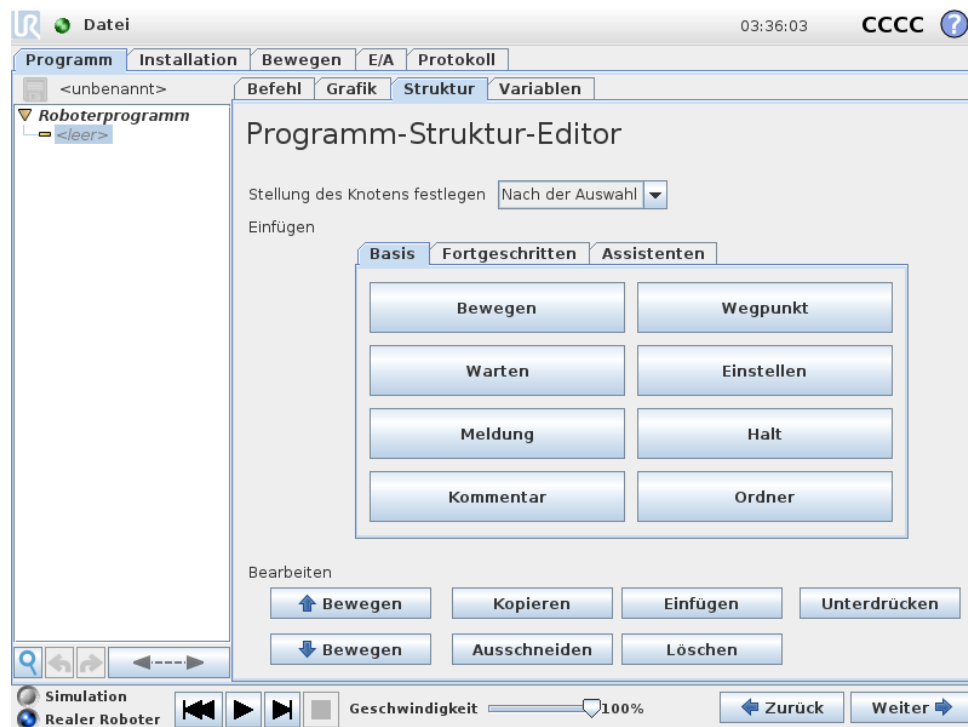 UR Datei 03:36:03 CCCC ?
Programm Installation Bewegen E/A Protokoll
<unbenannt>
Befehl Grafik Struktur Variablen
Roboterprogramm
<leer>
Programm-Struktur-Editor
Stellung des Knotens festlegen Nach der Auswahl
Einfügen
Basis Fortgeschritten Assistenten
Bewegen Wegpunkt
Warten Einstellen
Meldung Halt
Kommentar Ordner
Bearbeiten
Bewegen Kopieren Einfügen Unterdrücken
Bewegen Ausschneiden Löschen
Simulation
Realer Roboter
Geschwindigkeit 100%
Zurück Weiter